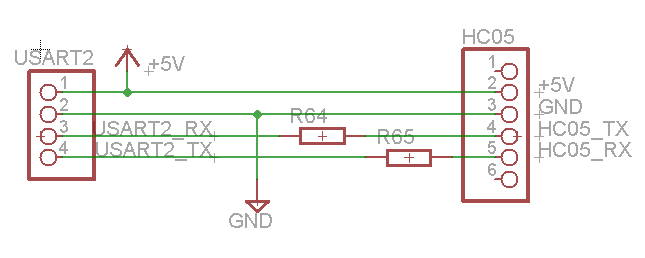 USART2
HC05
+5V
1
1
2
2
+5V
2
3
GND
R64
3
USART2_RX
4
HC05_TX
R65
4
USART2_TX
5
HC05_RX
6
GND